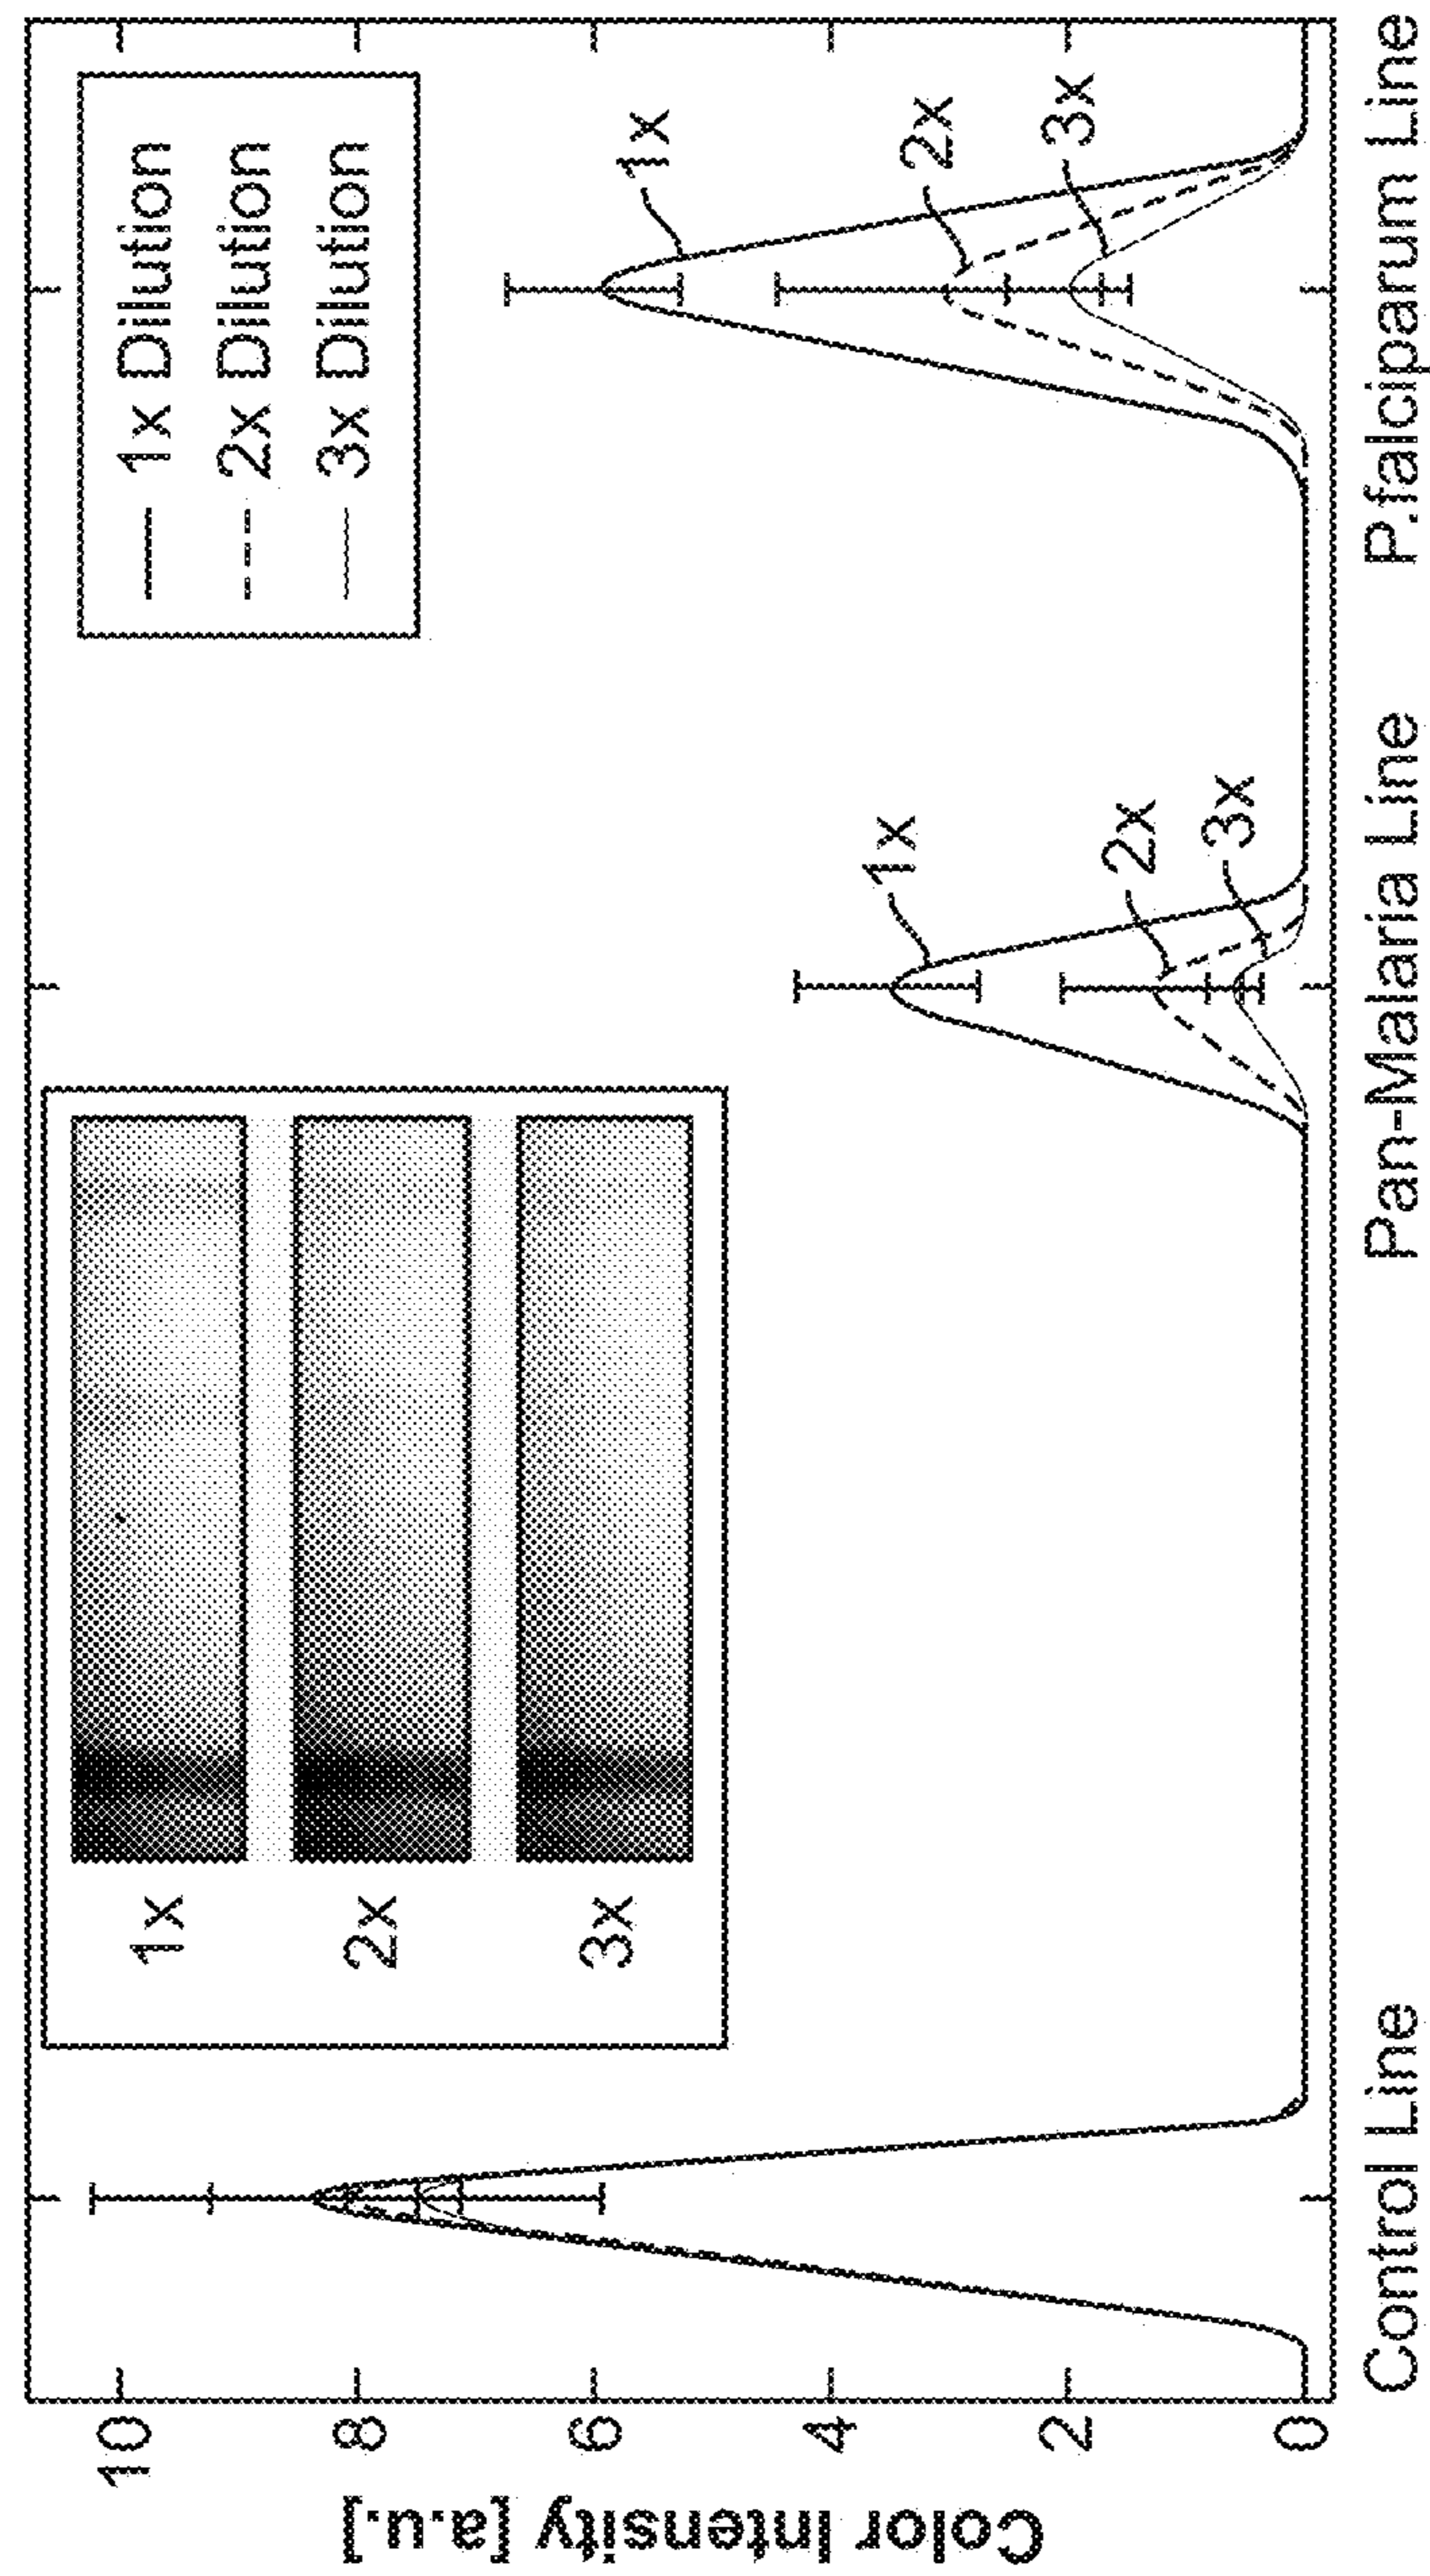 Color Intensity [a.u.]
10
8
6
4
2
0
1x
2x
3x
1x Dilution
2x Dilution
3x Dilution
1x
2x
3x
1x
2x
3x
Control Line
Pan-Malaria Line
P.falciparum Line